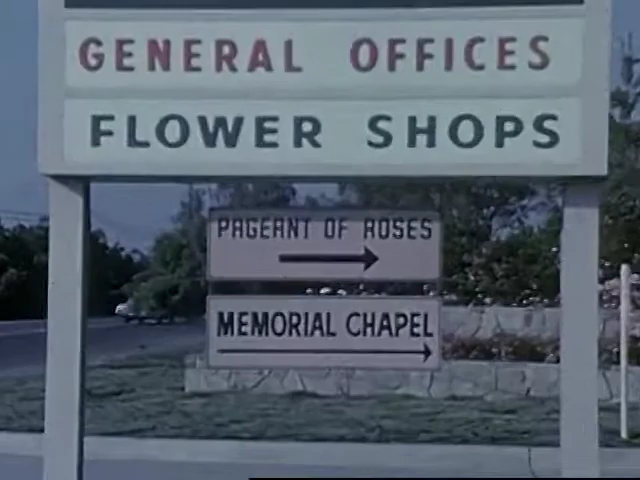 GENERAL OFFICES
FLOWER SHOPS
PAGEANT OF ROSES
MEMORIAL CHAPEL